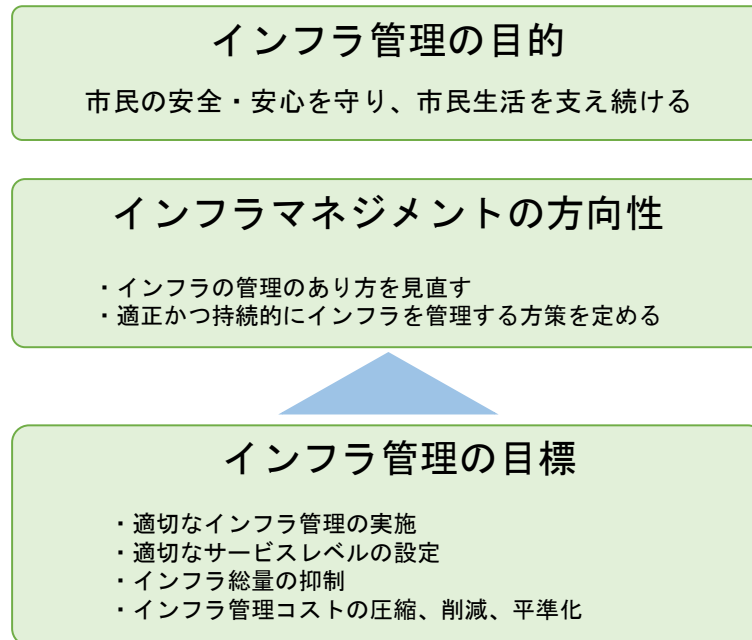 インフラ管理の目的
市民の安全・安心を守り、市民生活を支え続ける
インフラマネジメントの方向性
・インフラの管理のあり方を見直す
・適正かつ持続的にインフラを管理する方策を定める
インフラ管理の目標
・適切なインフラ管理の実施
・適切なサービスレベルの設定
・インフラ総量の抑制
・インフラ管理コストの圧縮、削減、平準化